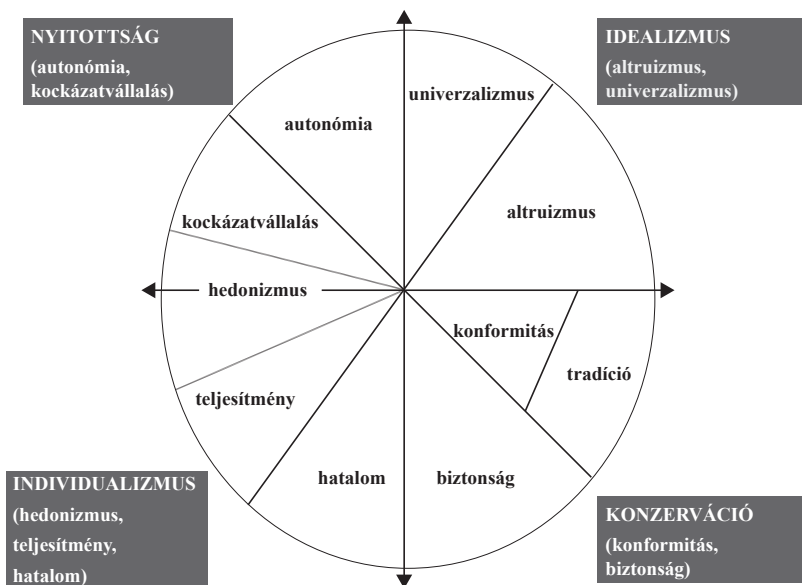 NYITOTTSÁG
(autonómia,
kockázatvállalás)
IDEALIZMUS
(altruizmus,
univerzalizmus)
univerzalizmus
autonómia
altruizmus
kockázatvállalás
hedonizmus
konformitás
tradíció
teljesítmény
hatalom
biztonság
INDIVIDUALIZMUS
(hedonizmus,
teljesítmény,
hatalom)
KONZERVÁCIÓ
(konformitás,
biztonság)